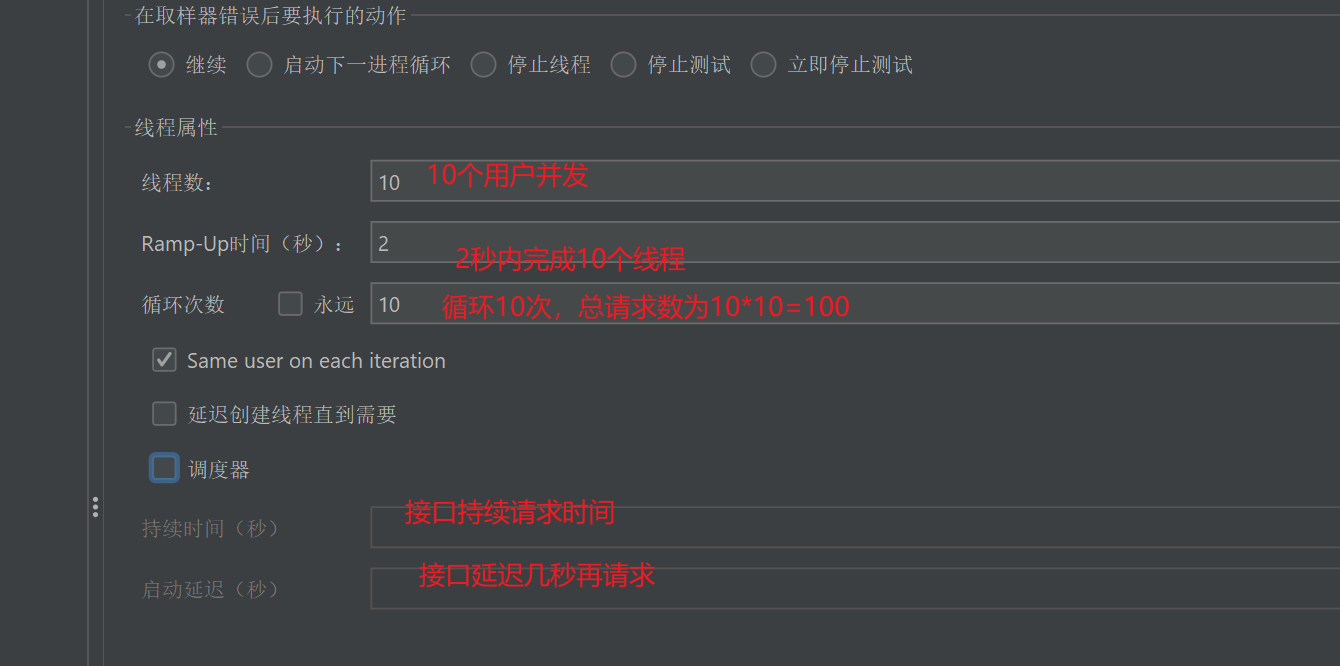 在取样器错误后要执行的动作
继续 启动下一进程循环 停止线程 停止测试 立即停止测试
线程属性
线程数： 10 10个用户并发
Ramp-Up时间（秒）： 2
2秒内完成10个线程
循环次数 永远 10 循环10次，总请求数为10*10=100
Same user on each iteration
延迟创建线程直到需要
调度器
接口持续请求时间
持续时间（秒）
接口延迟几秒再请求
启动延迟（秒）